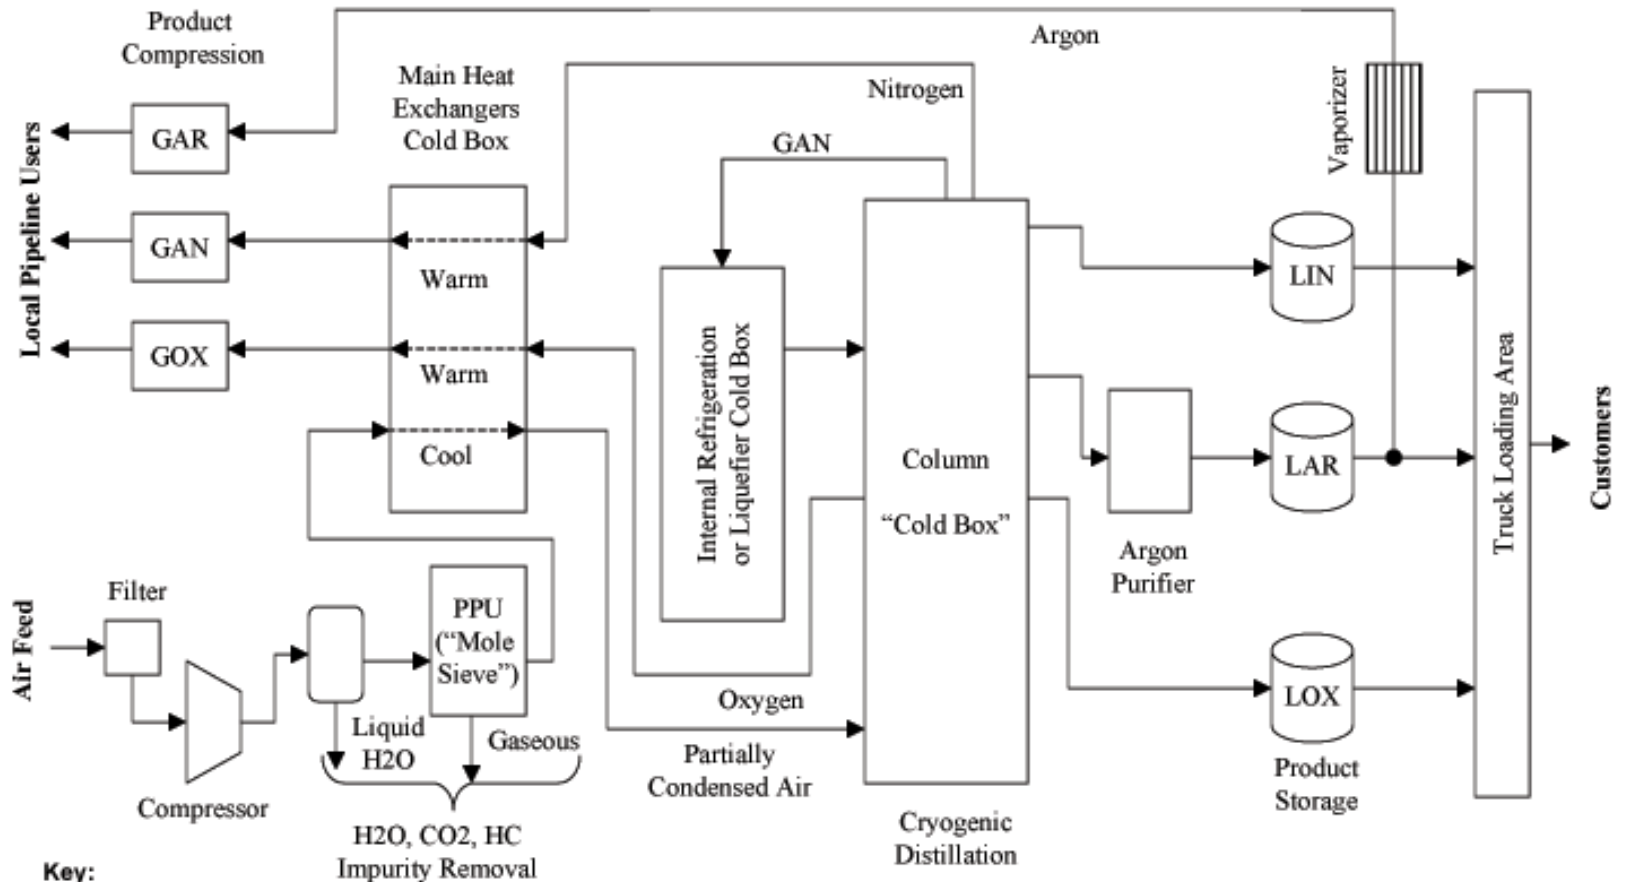 Product
Compression
Argon
Main Heat
Exchangers
Cold Box
Nitrogen
Vaporizer
GAR
GAN
Local Pipeline Users
GAN
Warm
LIN
GOX
Warm
Internal Refrigeration
or Liquefier Cold Box
Truck Loading Area
Customers
Cool
Column
“Cold Box”
LAR
Argon
Purifier
Filter
Air Feed
PPU
(“Mole
Sieve”)
Oxygen
LOX
Liquid
H2O
Gaseous
Partially
Condensed Air
Product
Storage
Compressor
Cryogenic
Distillation
H2O, CO2, HC
Impurity Removal
Key: